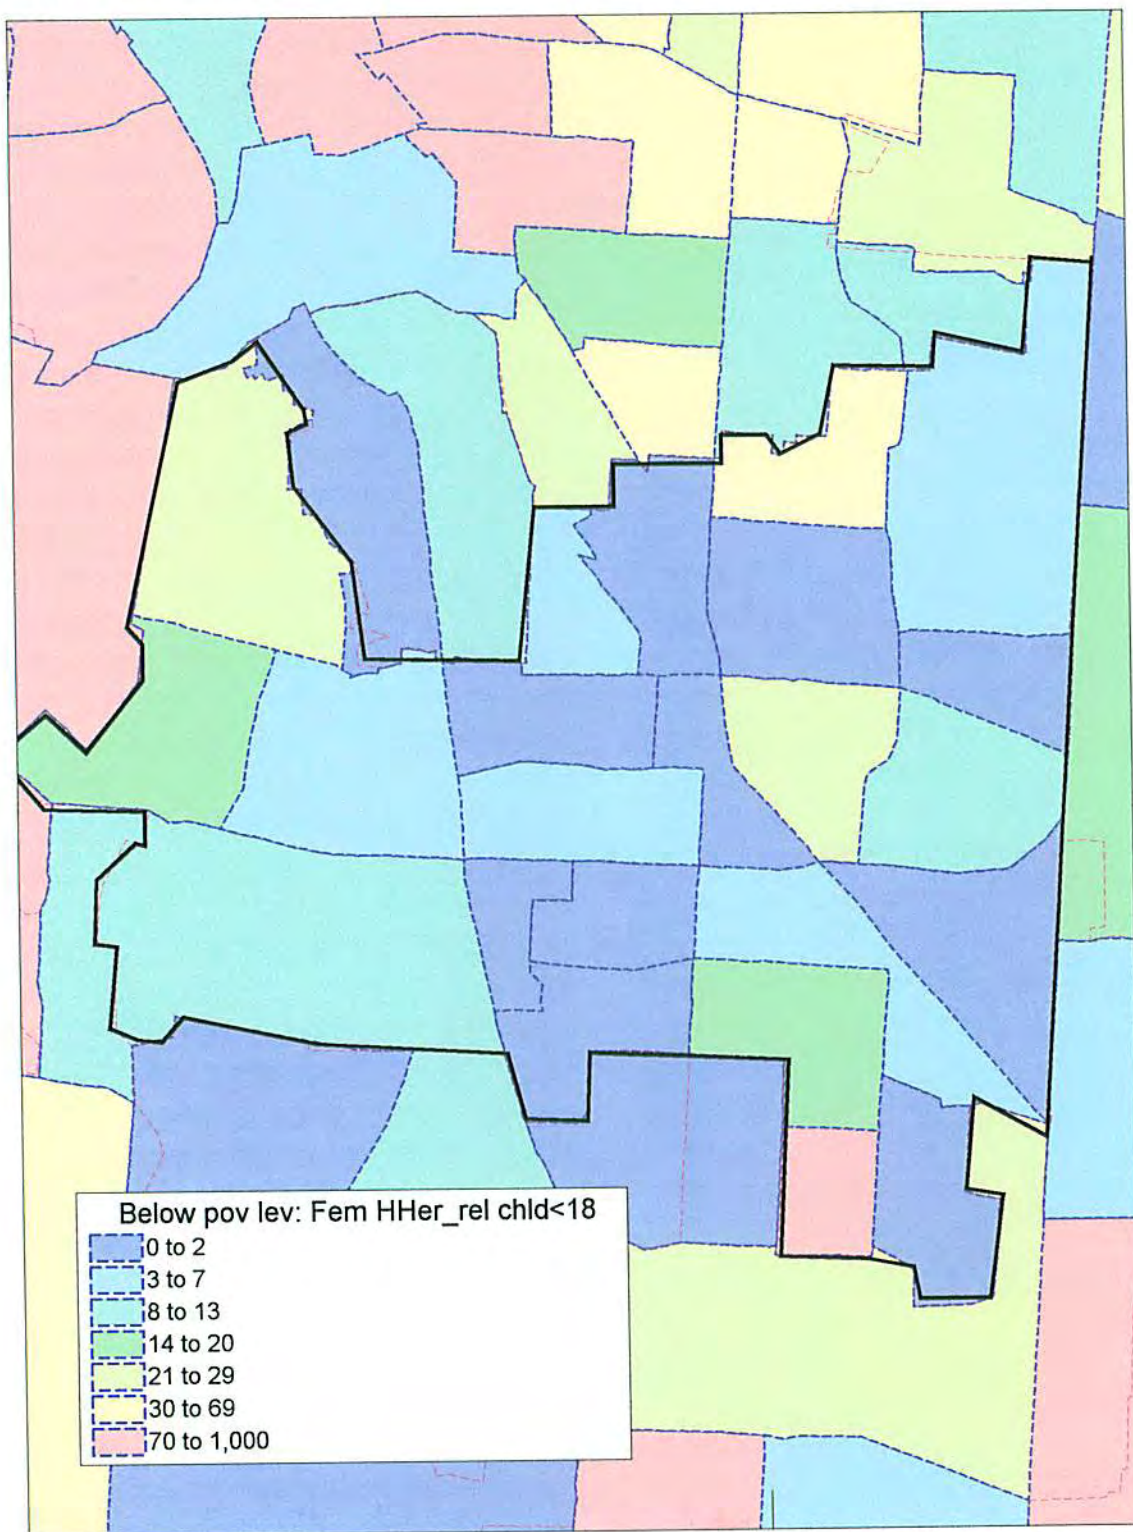 Below pov lev: Fem HHer_rel chld<18
0 to 2
3 to 7
8 to 13
14 to 20
21 to 29
30 to 69
70 to 1,000